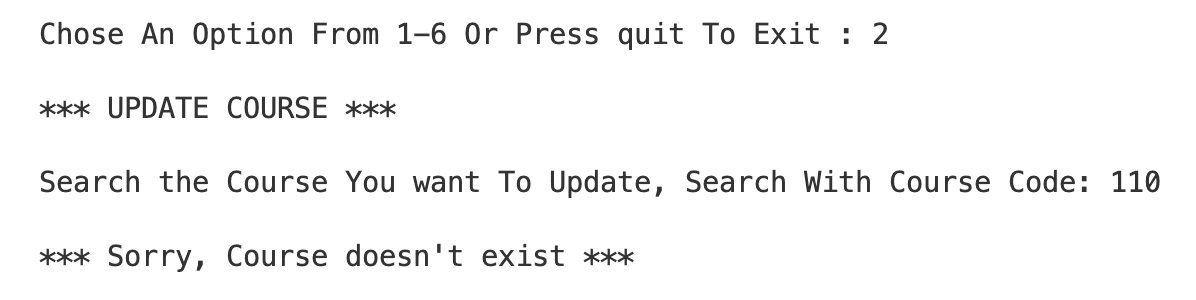 Chose An Option From 1-6 Or Press quit To Exit : 2
*** UPDATE COURSE ***
Search the Course You want To Update, Search With Course Code: 110
*** Sorry, Course doesn't exist ***